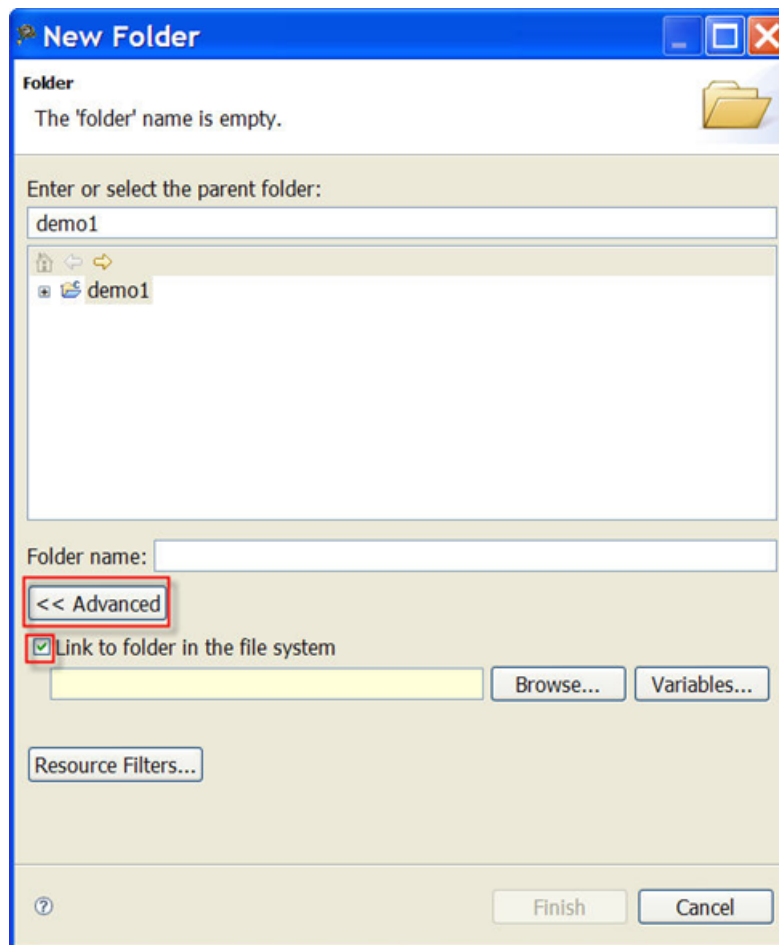 New Folder
Folder
The 'folder' name is empty.
Enter or select the parent folder:
demo1
demo1
Folder name:
<< Advanced
Link to folder in the file system
Browse... Variables...
Resource Filters...
? Finish Cancel